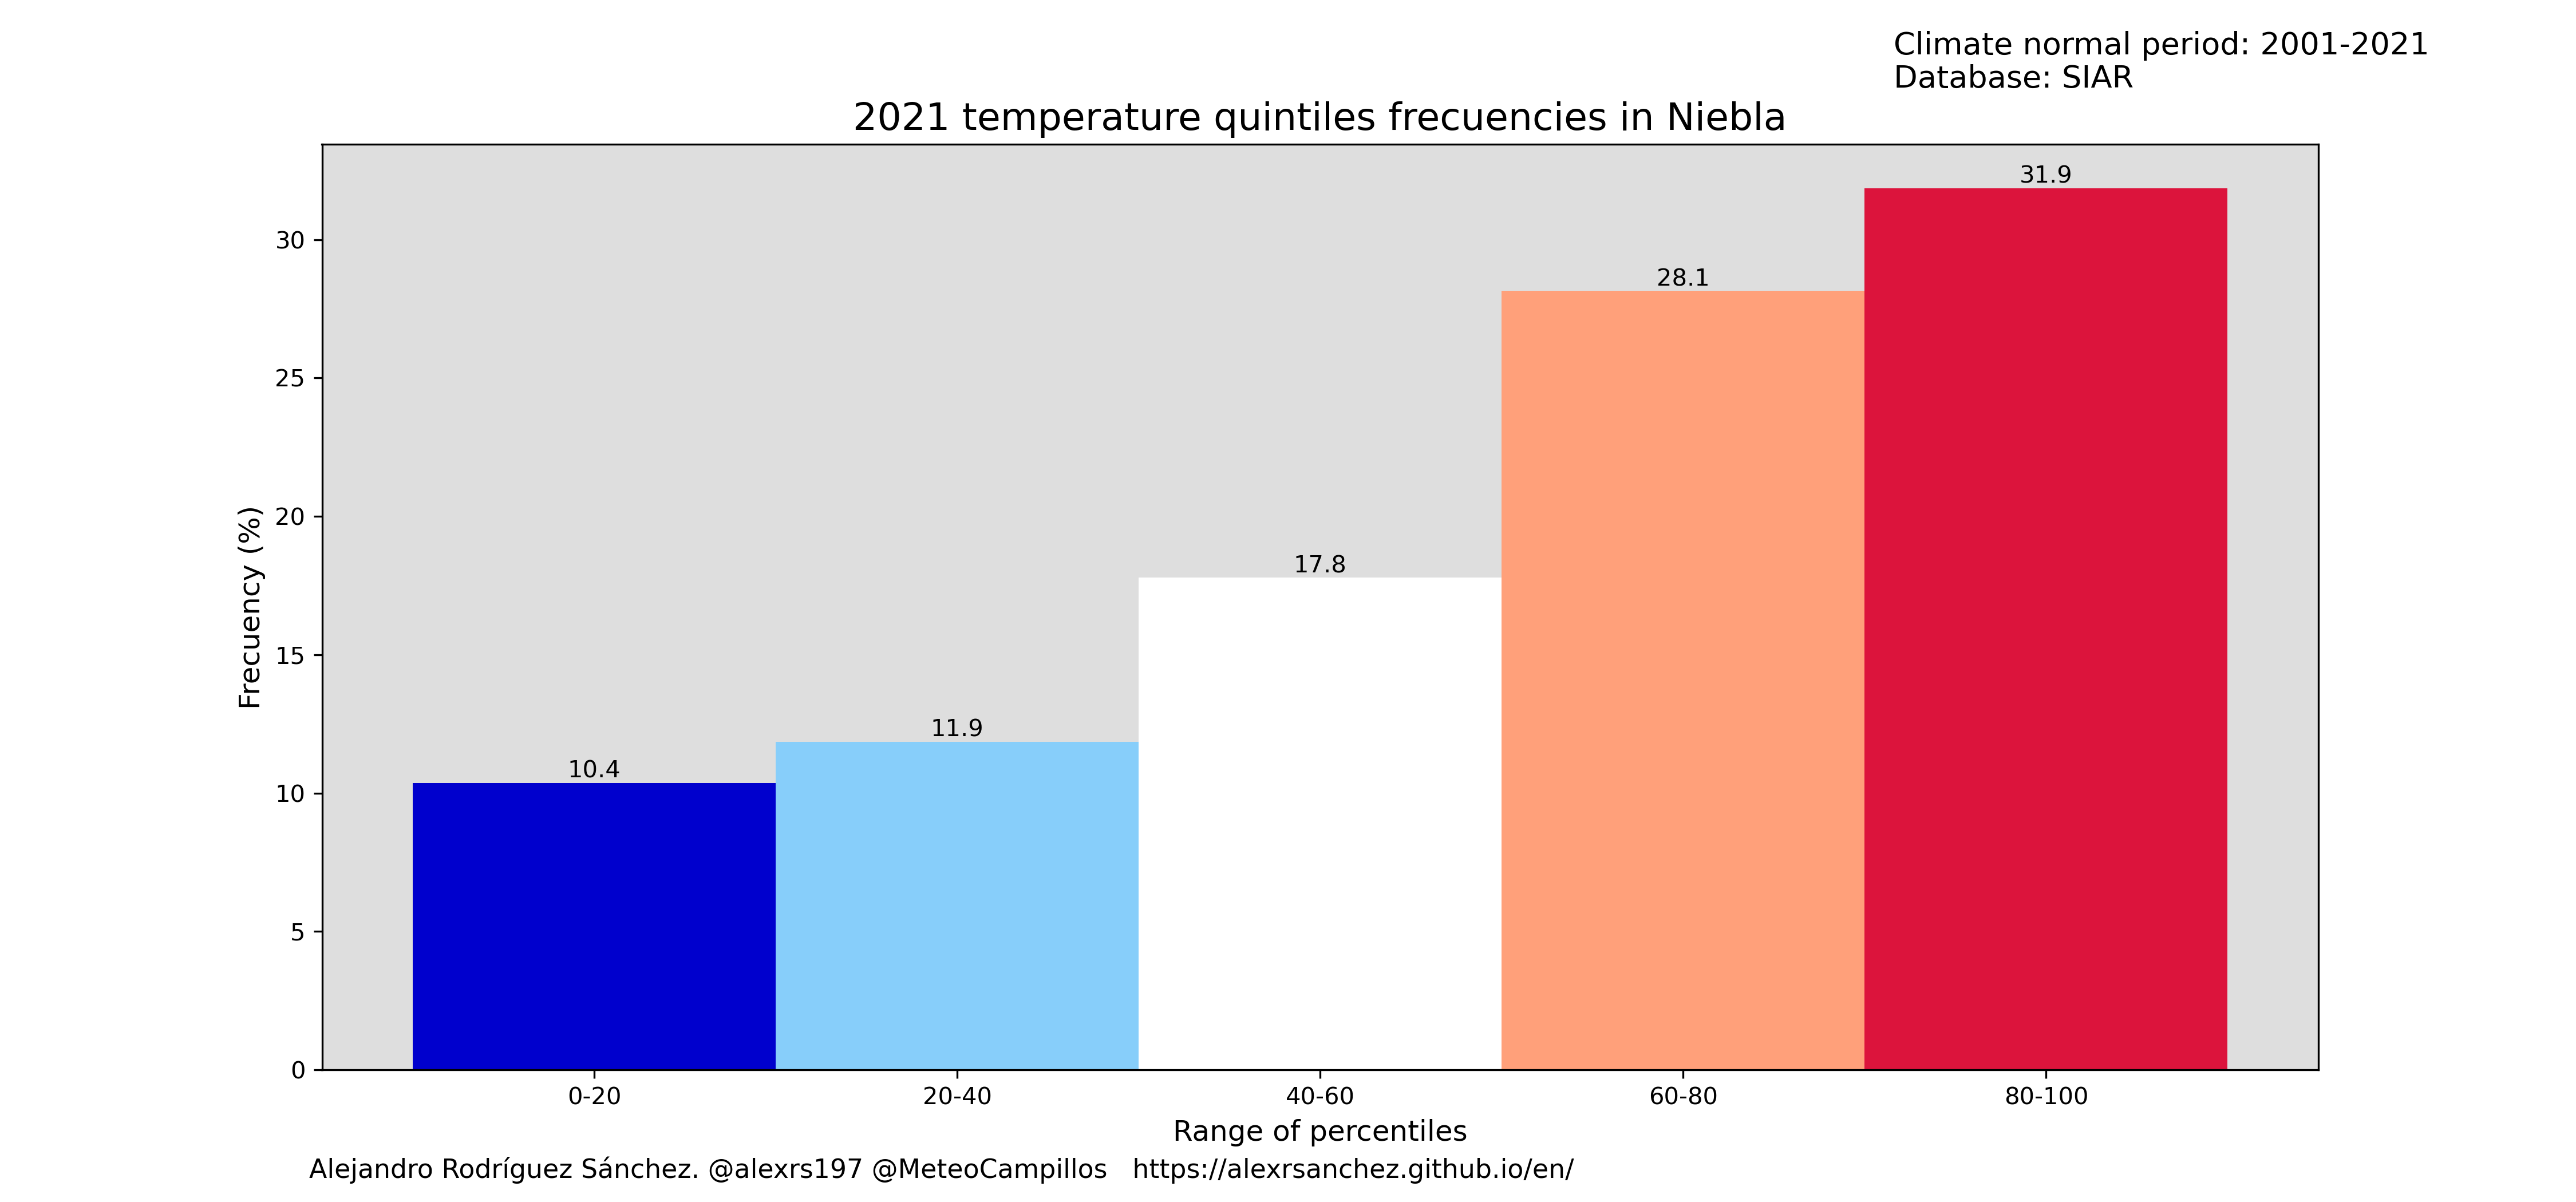 Climate normal period: 2001-2021
Database: SIAR
2021 temperature quintiles frecuencies in Niebla
31.9
30
28.1
25
20
Frecuency (%)
17.8
15
11.9
10.4
10
5
0
0-20 20-40 40-60 60-80 80-100
Range of percentiles
Alejandro Rodríguez Sánchez. @alexrs197 @MeteoCampillos https://alexrsanchez.github.io/en/